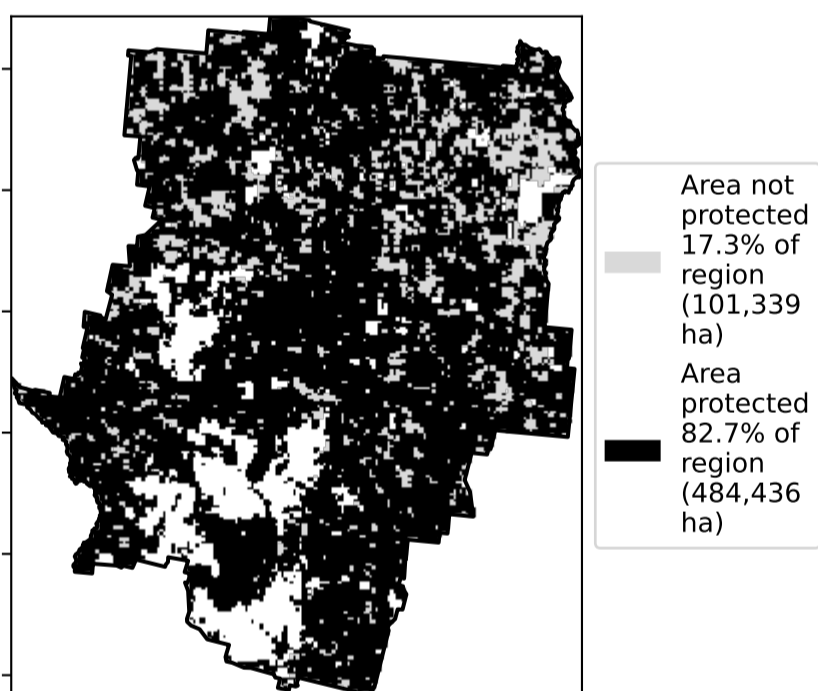 Area not
protected
17.3% of
region
(101,339
ha)
Area
protected
82.7% of
region
(484,436
ha)